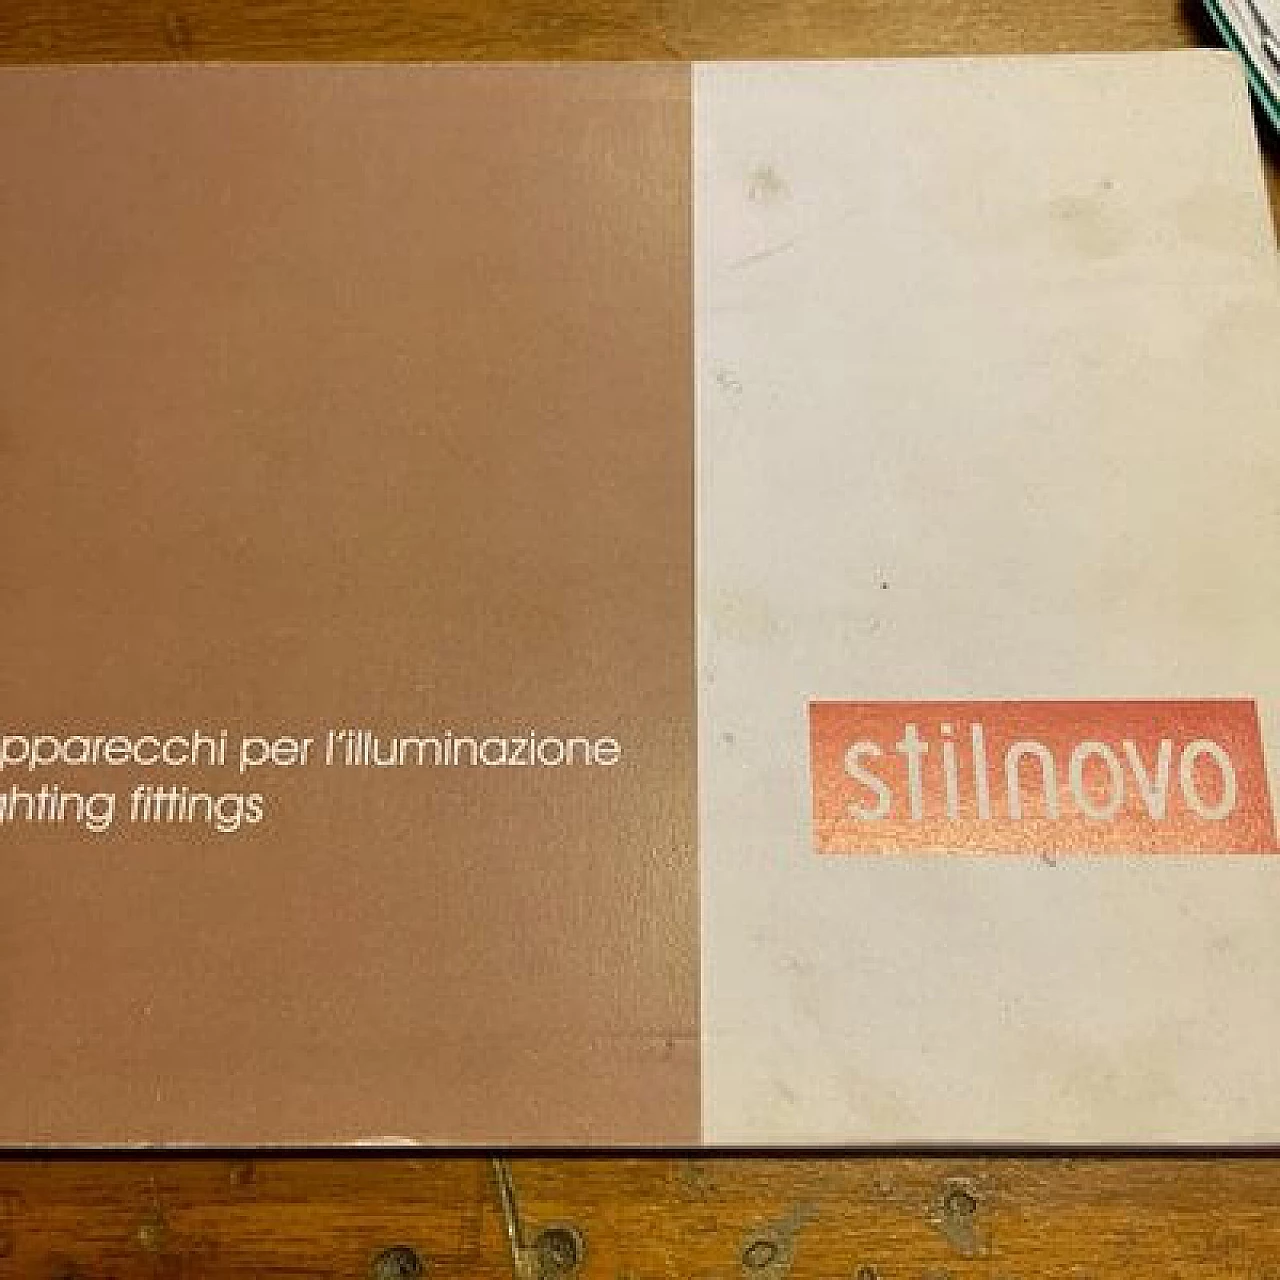 pparecchi per l'illuminazione
ghting fittings
stilnovo